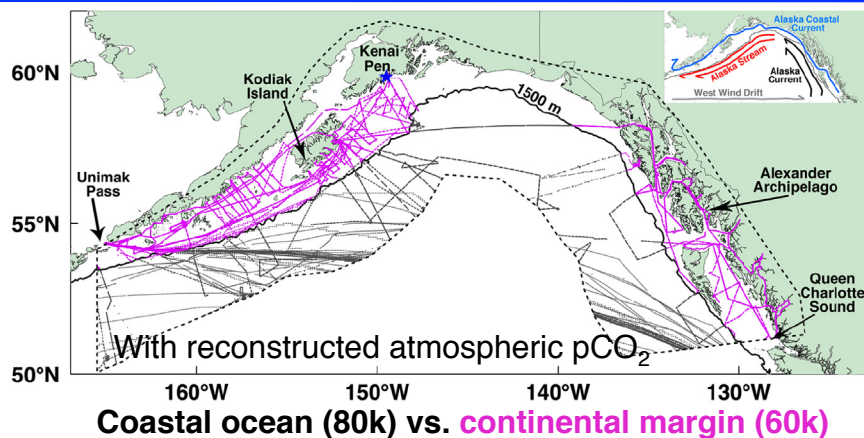 60°N
55°N
50°N
160°W
150°W
140°W
130°W
Kenai
Pen.
Kodiak
Island
1500 m
Unimak
Pass
Alexander
Archipelago
Queen
Charlotte
Sound
Alaska Coastal
Current
Alaska Stream
Alaska
Current
West Wind Drift
With reconstructed atmospheric pCO₂
Coastal ocean (80k) vs. continental margin (60k)